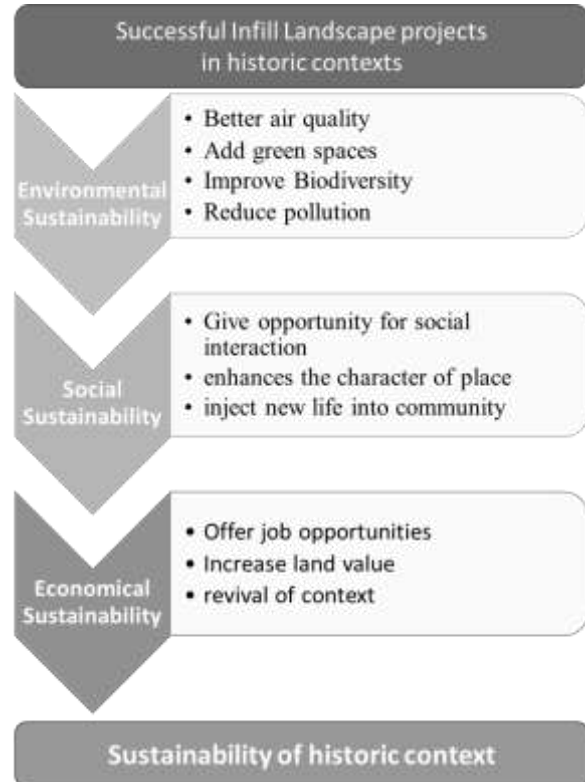 Successful Infill Landscape projects
in historic contexts
Environmental
Sustainability
• Better air quality
• Add green spaces
• Improve Biodiversity
• Reduce pollution
Social
Sustainability
• Give opportunity for social
interaction
• enhances the character of place
• inject new life into community
Economical
Sustainability
• Offer job opportunities
• Increase land value
• revival of context
Sustainability of historic context